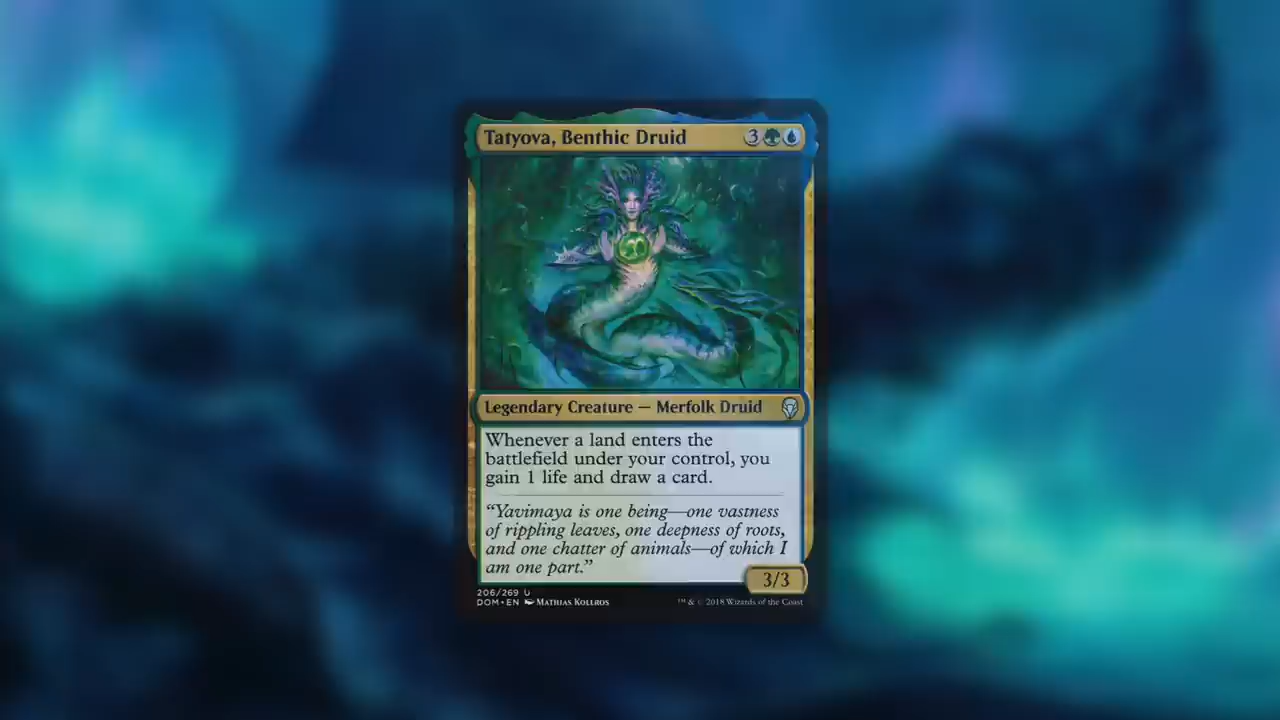 Tatyova, Benthic Druid 3
Legendary Creature — Merfolk Druid
Whenever a land enters the
battlefield under your control, you
gain 1 life and draw a card.
“Yavimaya is one being—one vastness
of rippling leaves, one deepness of roots,
and one chatter of animals—of which I
am one part.”
3/3
206/269 U
DOM • EN Mathias Kollros
™ & © 2018 Wizards of the Coast